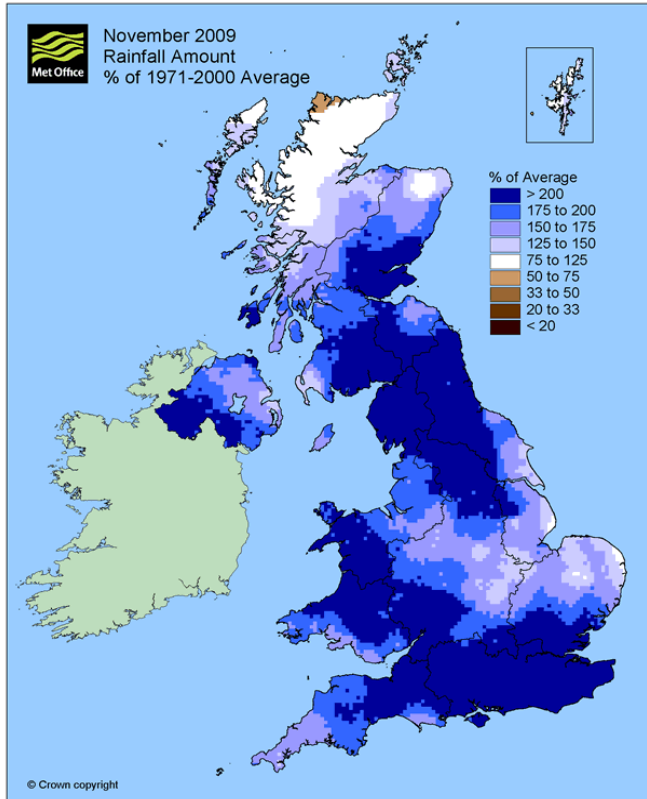 Met Office
November 2009
Rainfall Amount
% of 1971-2000 Average
% of Average
> 200
175 to 200
150 to 175
125 to 150
75 to 125
50 to 75
33 to 50
20 to 33
< 20
© Crown copyright